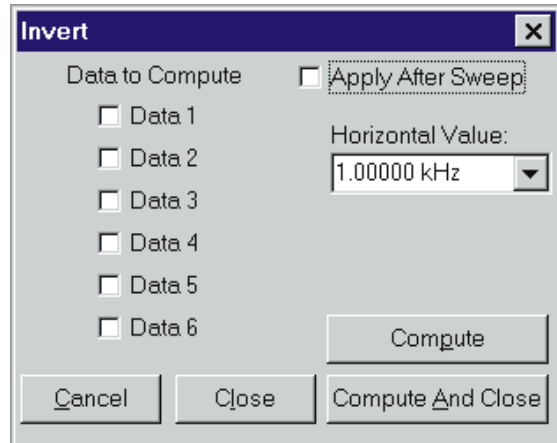 Invert
Data to Compute
Apply After Sweep
Data 1
Data 2
Data 3
Data 4
Data 5
Data 6
Horizontal Value:
1.00000 kHz
Compute
Cancel
Close
Compute And Close